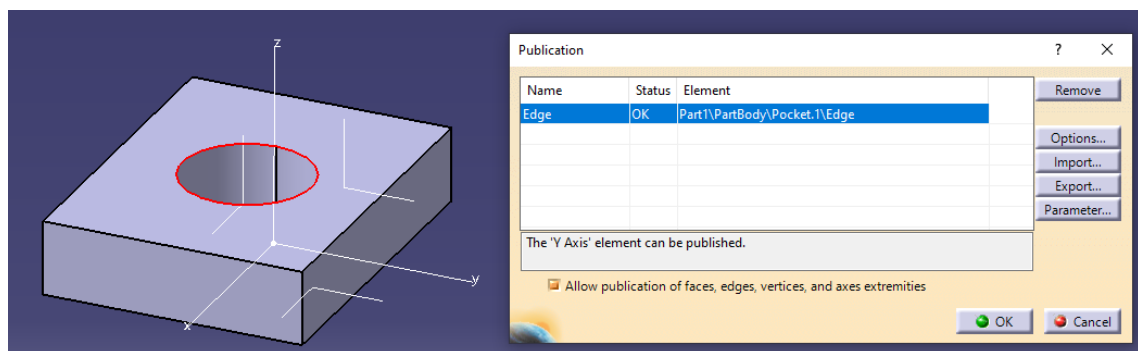 z
y
x
Publication ? X
Name Status Element
Edge OK Part1\PartBody\Pocket.1\Edge
Remove
Options...
Import...
Export...
Parameter...
The 'Y Axis' element can be published.
Allow publication of faces, edges, vertices, and axes extremities
OK Cancel